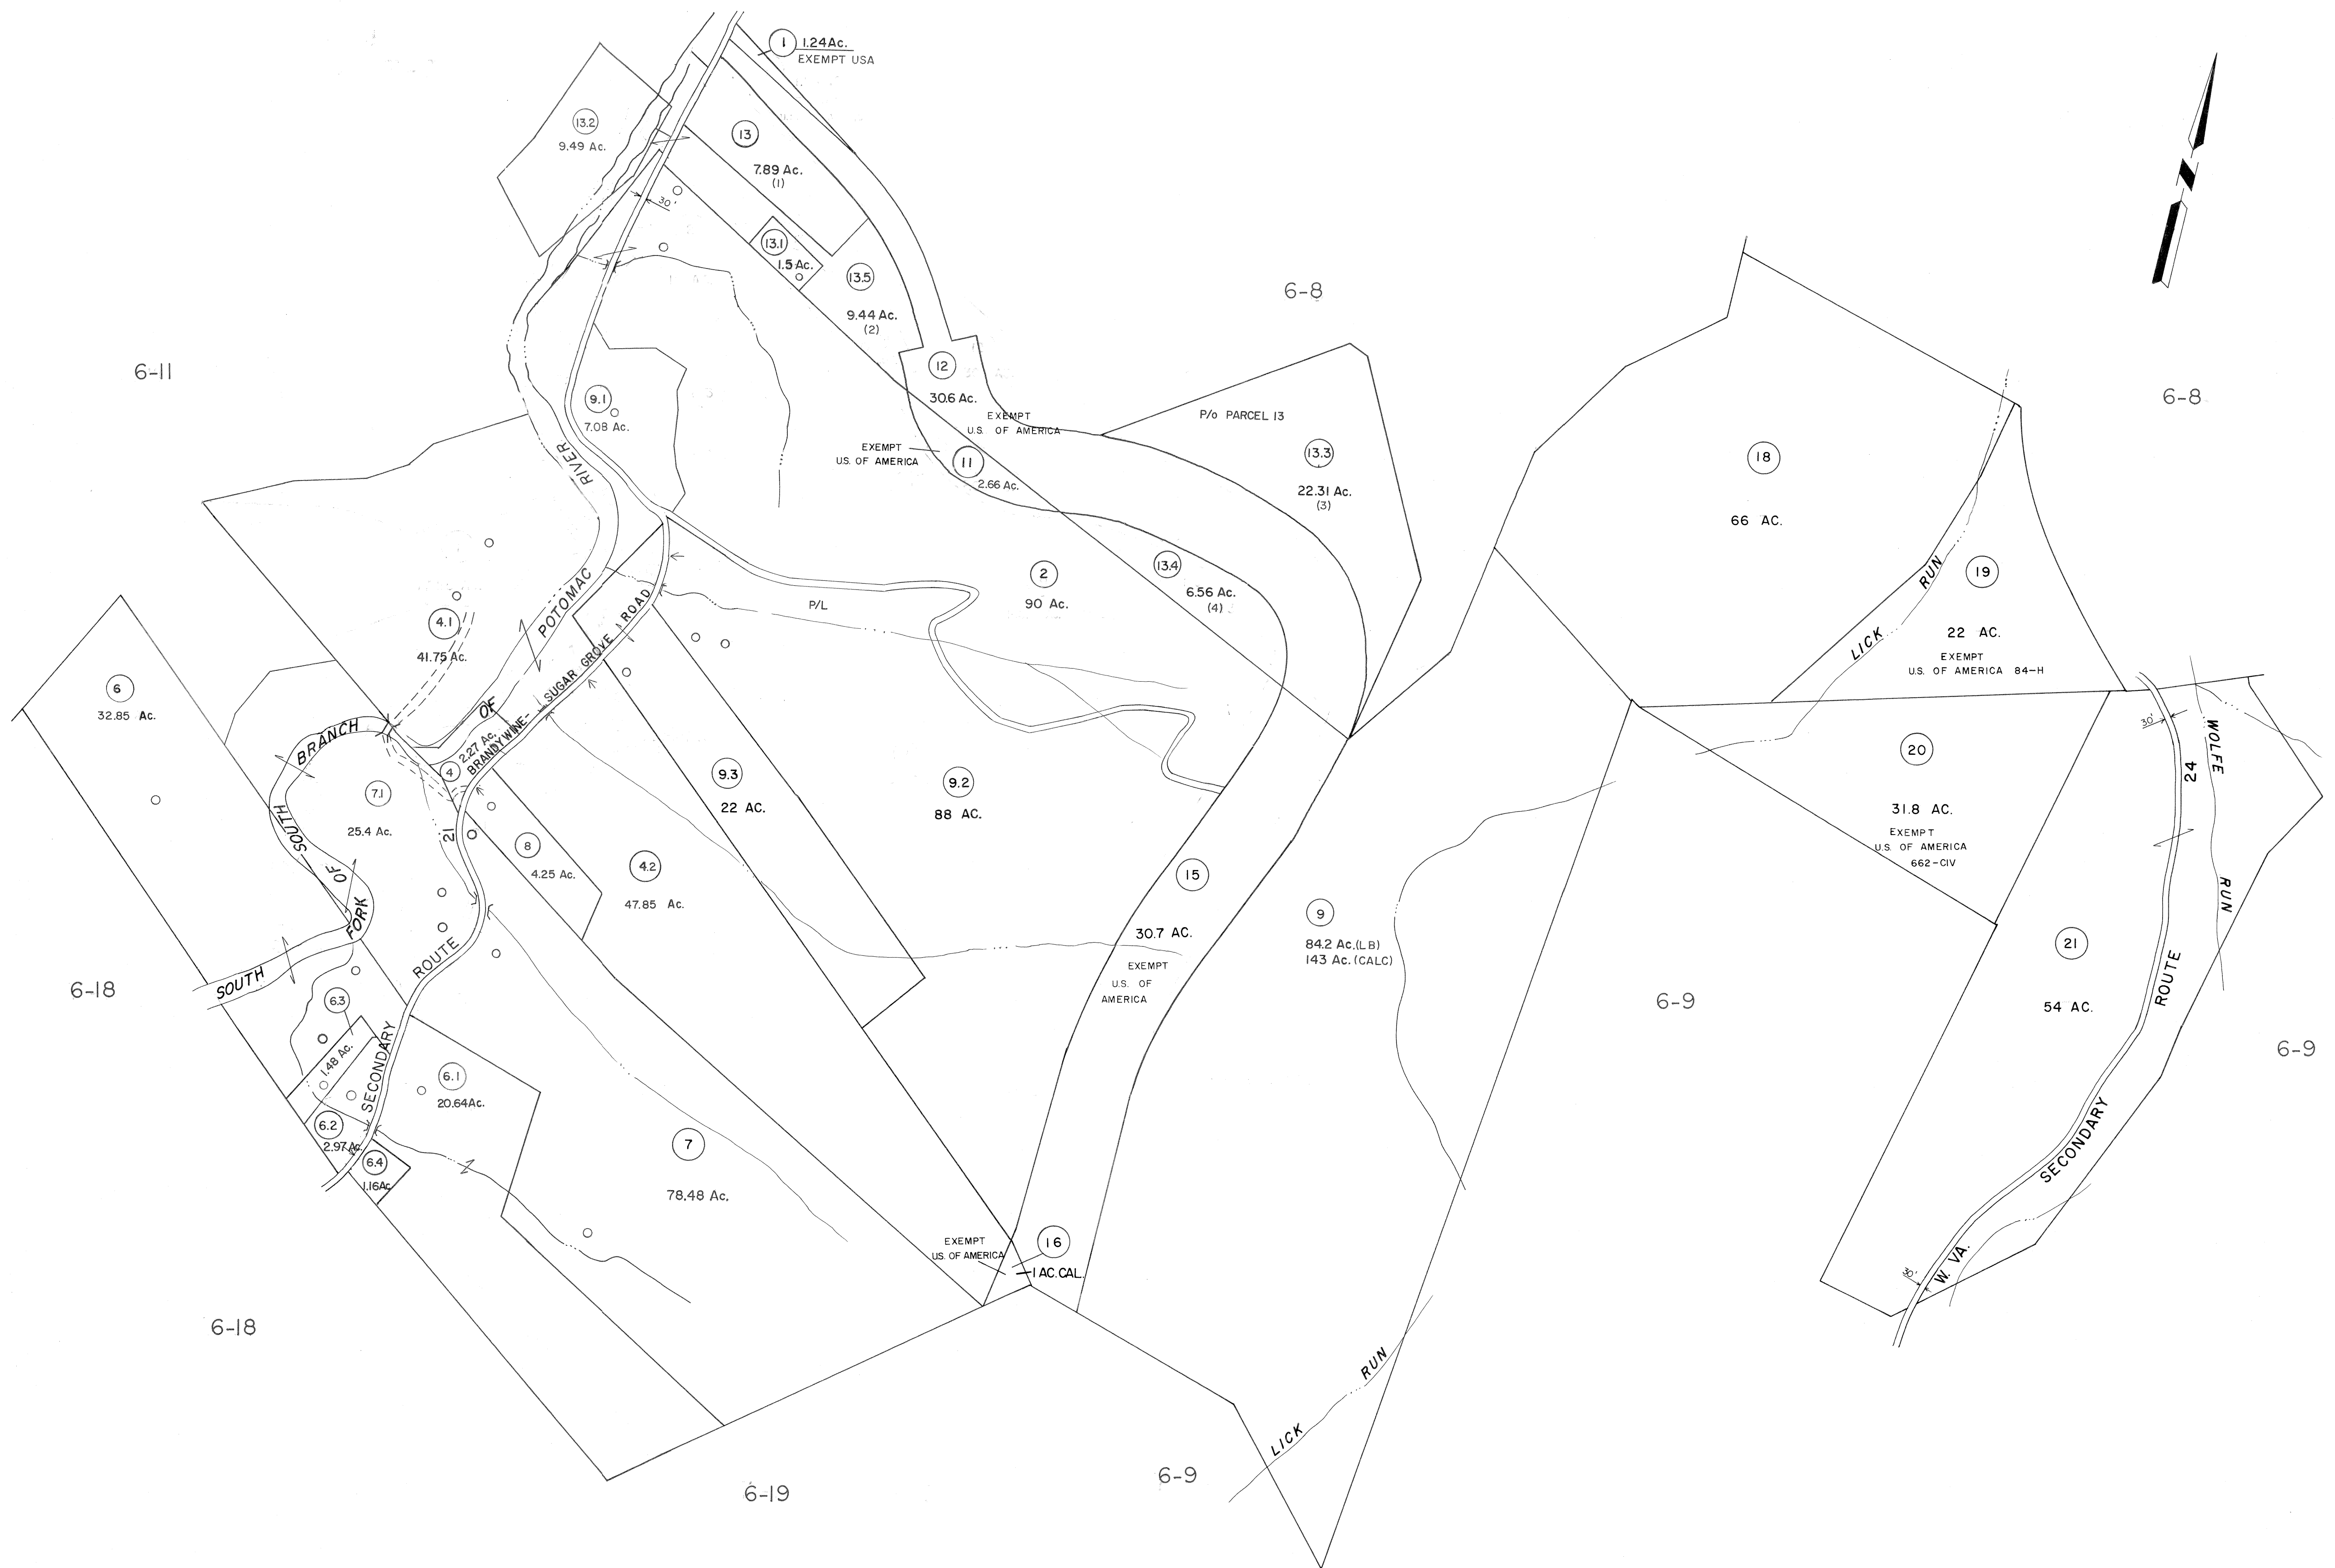 1 1.24Ac.
EXEMPT USA
13.2
9.49 Ac.
13
7.89 Ac.
(1)
30'
13.1
1.5 Ac.
13.5
9.44 Ac.
(2)
N
6-8
6-11
6-8
12
30.6 Ac.
EXEMPT
U.S. OF AMERICA
9.1
7.08 Ac.
P/O PARCEL 13
EXEMPT
U.S. OF AMERICA
11
2.66 Ac.
13.3
22.31 Ac.
(3)
18
66 AC.
RIVER
POTOMAC
OF
BRANCH
SOUTH
OF
FORK
SOUTH
13.4
6.56 Ac.
(4)
2
90 Ac.
P/L
19
22 AC.
EXEMPT
U.S. OF AMERICA 84-H
LICK RUN
4.1
41.75 Ac.
6
32.85 Ac.
BRANDYWINE- SUGAR GROVE ROAD
4 2.27 Ac.
30'
24
WOLFE RUN
20
31.8 AC.
EXEMPT
U.S. OF AMERICA
662-CIV
7.1
25.4 Ac.
21
9.3
22 AC.
9.2
88 AC.
8
4.25 Ac.
4.2
47.85 Ac.
15
30.7 AC.
EXEMPT
U.S. OF
AMERICA
9
84.2 Ac.(LB)
143 Ac. (CALC)
21
54 AC.
6-18
6-9
6-9
6.3
1.48 Ac.
SECONDARY ROUTE
6.1
20.64Ac.
6.2
2.97Ac.
6.4
1.16Ac.
7
78.48 Ac.
W. VA. SECONDARY ROUTE
EXEMPT
U.S. OF AMERICA
16
1 AC. CAL.
6-18
LICK RUN
6-9
6-19